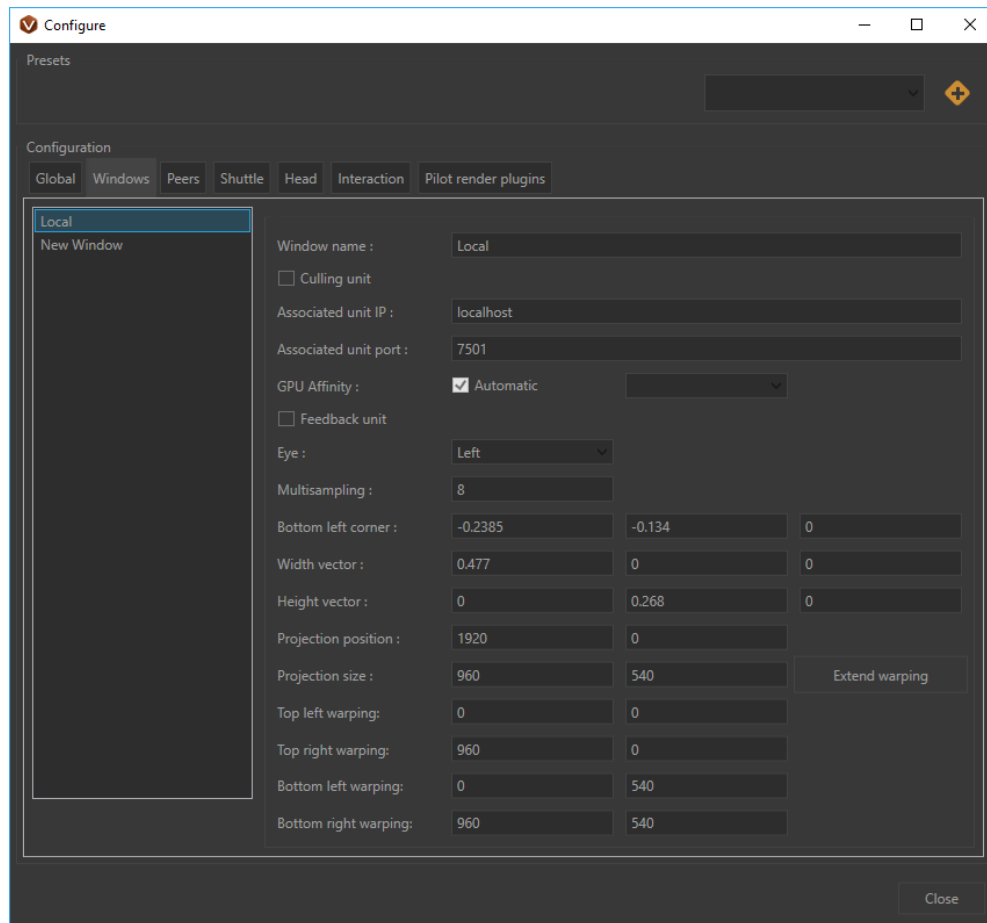 Configure
Presets
Configuration
Global Windows Peers Shuttle Head Interaction Pilot render plugins
Local
New Window
Window name : Local
Culling unit
Associated unit IP : localhost
Associated unit port : 7501
GPU Affinity : Automatic
Feedback unit
Eye : Left
Multisampling : 8
Bottom left corner : -0.2385 -0.134 0
Width vector : 0.477 0 0
Height vector : 0 0.268 0
Projection position : 1920 0
Projection size : 960 540 Extend warping
Top left warping: 0 0
Top right warping: 960 0
Bottom left warping: 0 540
Bottom right warping: 960 540
Close